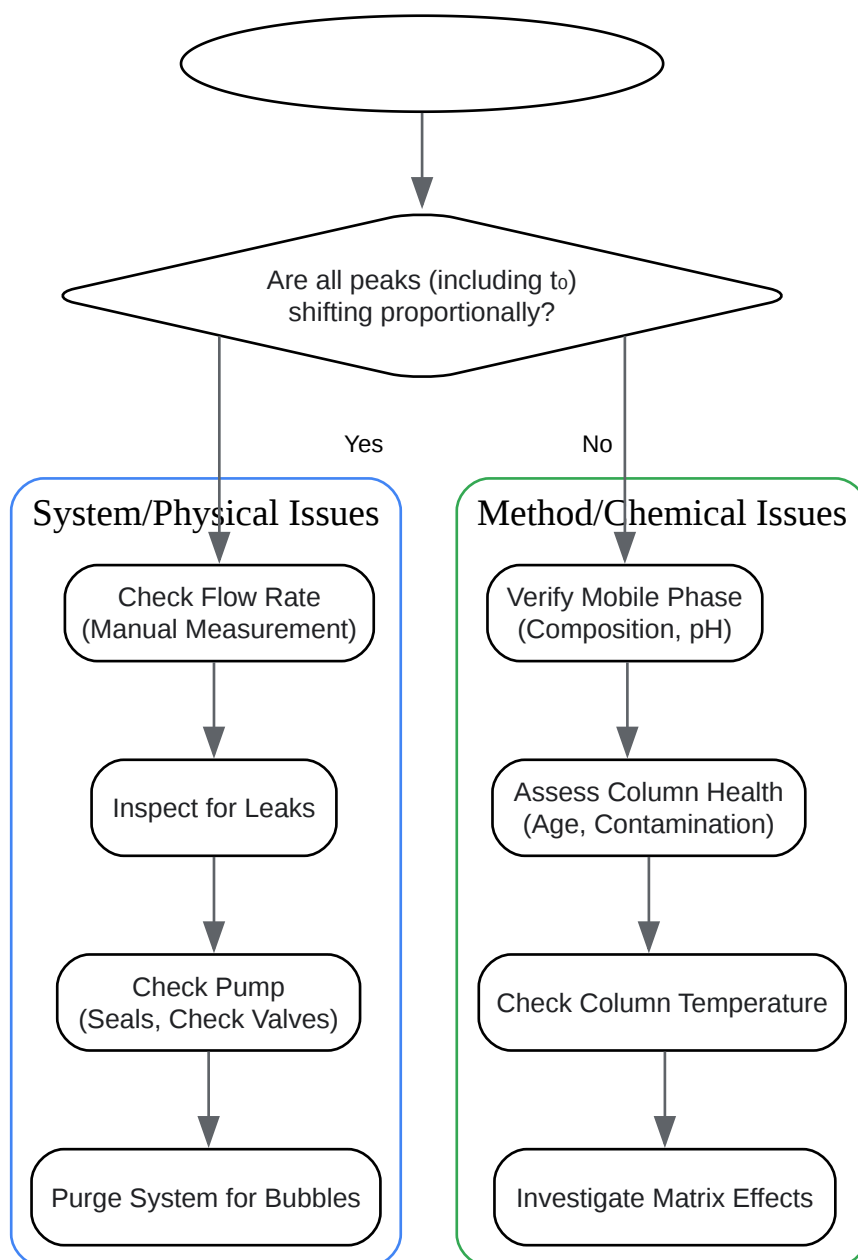 Are all peaks (including t₀)
shifting proportionally?
Yes
No
System/Physical Issues
Check Flow Rate
(Manual Measurement)
Inspect for Leaks
Check Pump
(Seals, Check Valves)
Purge System for Bubbles
Method/Chemical Issues
Verify Mobile Phase
(Composition, pH)
Assess Column Health
(Age, Contamination)
Check Column Temperature
Investigate Matrix Effects